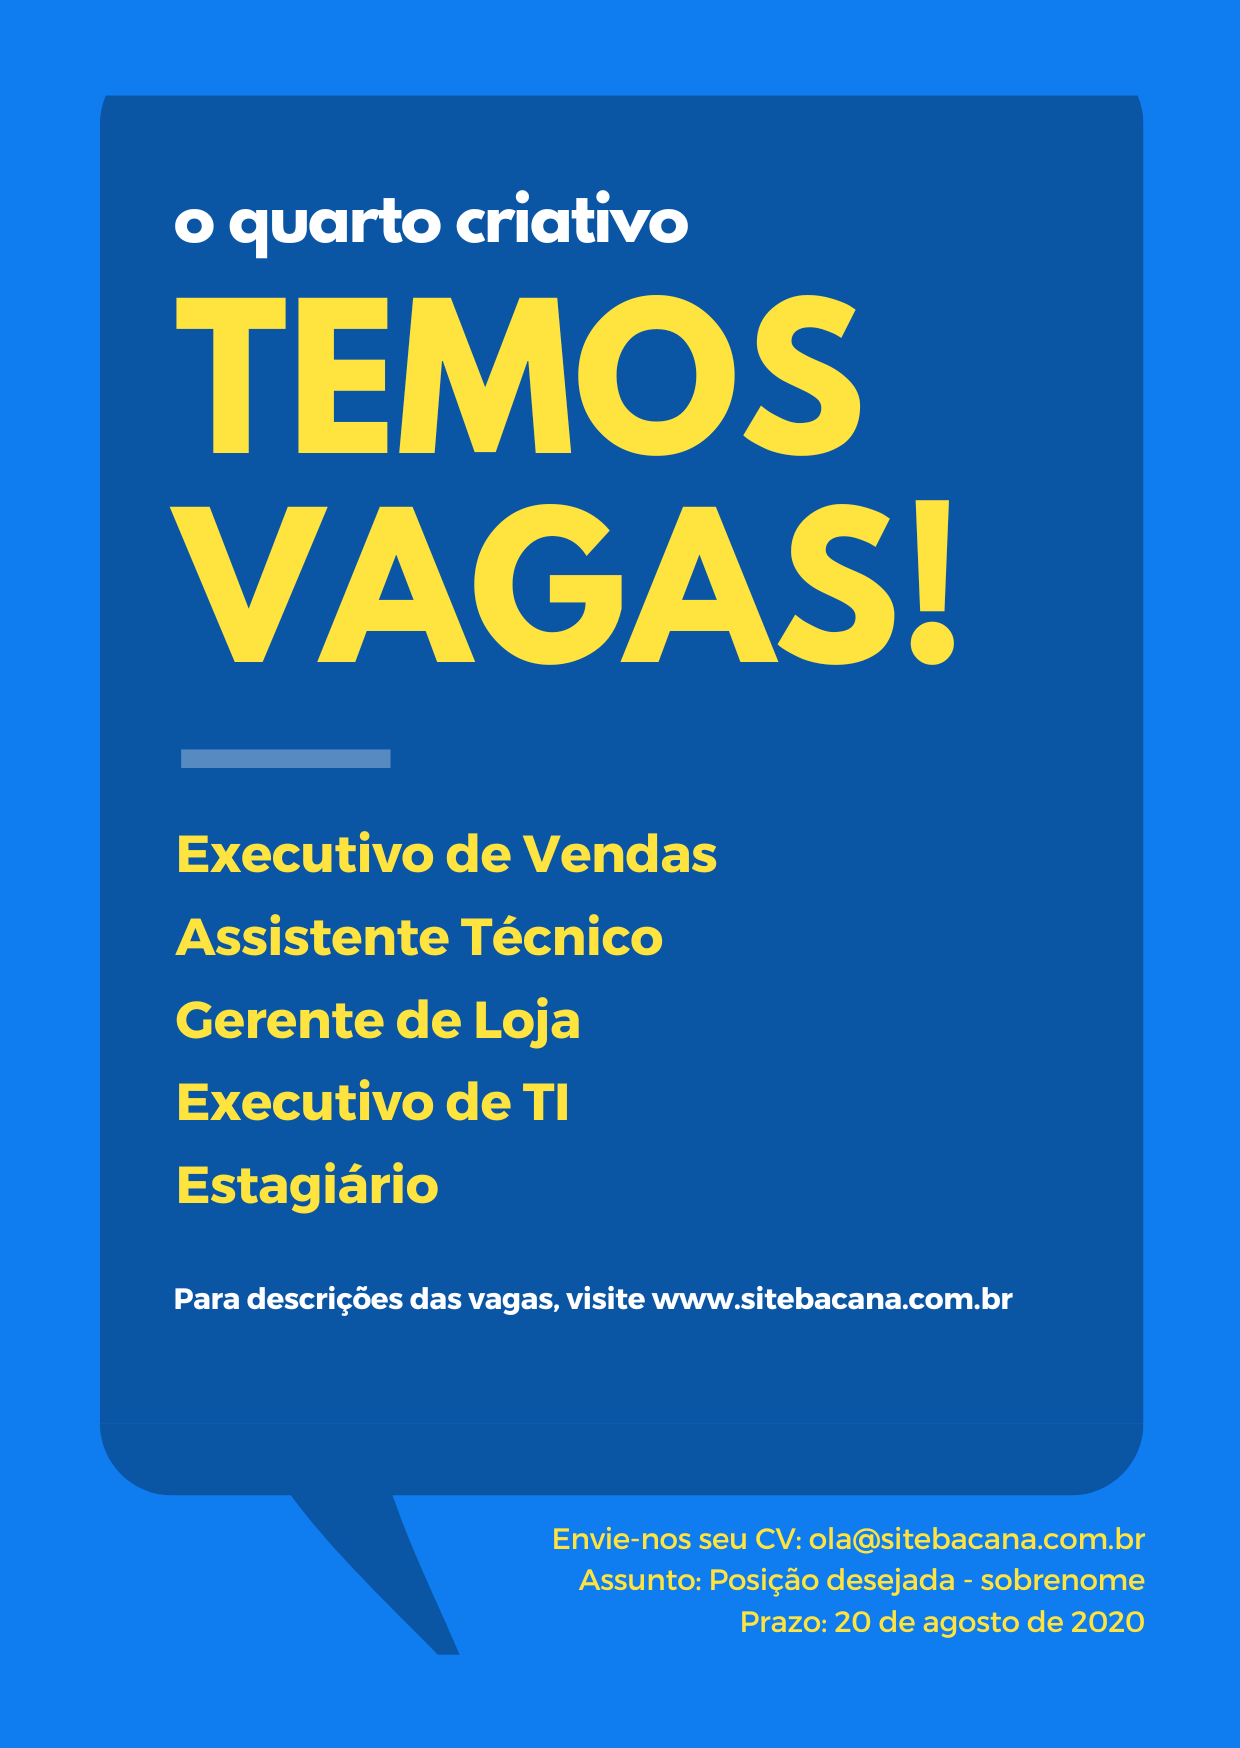 o quarto criativo
TEMOS
VAGAS!
Executivo de Vendas
Assistente Técnico
Gerente de Loja
Executivo de TI
Estagiário
Para descrições das vagas, visite www.sitebacana.com.br
Envie-nos seu CV: ola@sitebacana.com.br
Assunto: Posição desejada - sobrenome
Prazo: 20 de agosto de 2020